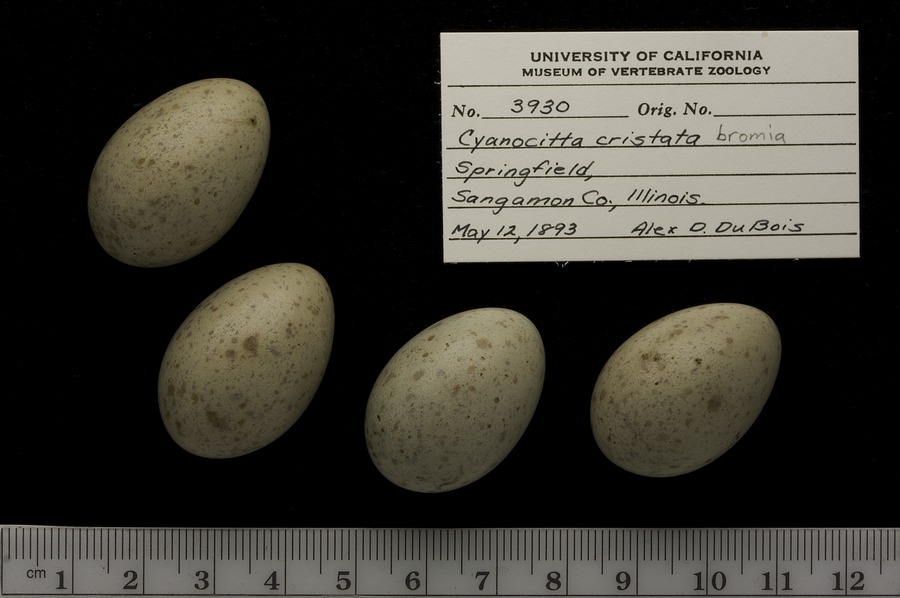 UNIVERSITY OF CALIFORNIA
MUSEUM OF VERTEBRATE ZOOLOGY
No. 3930 Orig. No.
Cyanocitta cristata bromia
Springfield,
Sangamon Co., Illinois.
May 12, 1893 Alex D. DuBois
cm 1 2 3 4 5 6 7 8 9 10 11 12